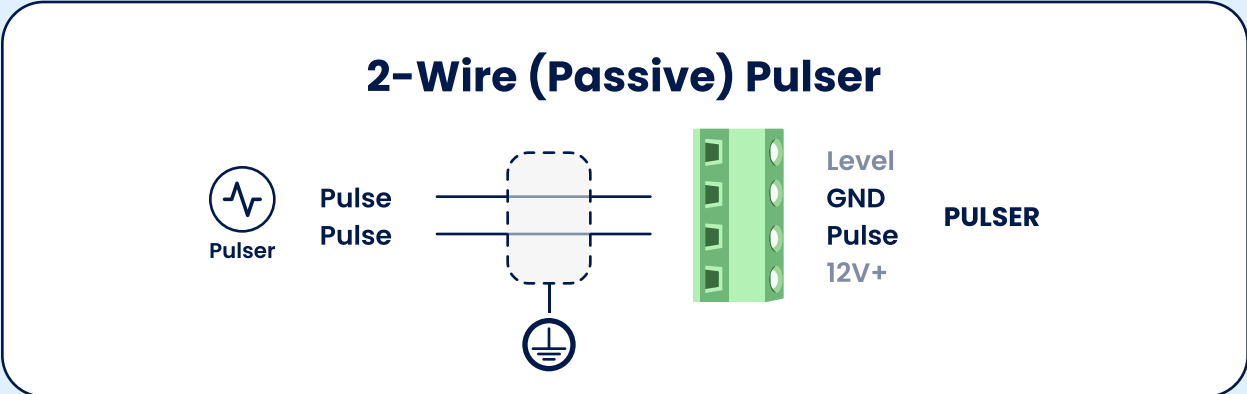 2-Wire (Passive) Pulser
Level
Pulse GND
PULSER
Pulse Pulse
Pulser
12V+